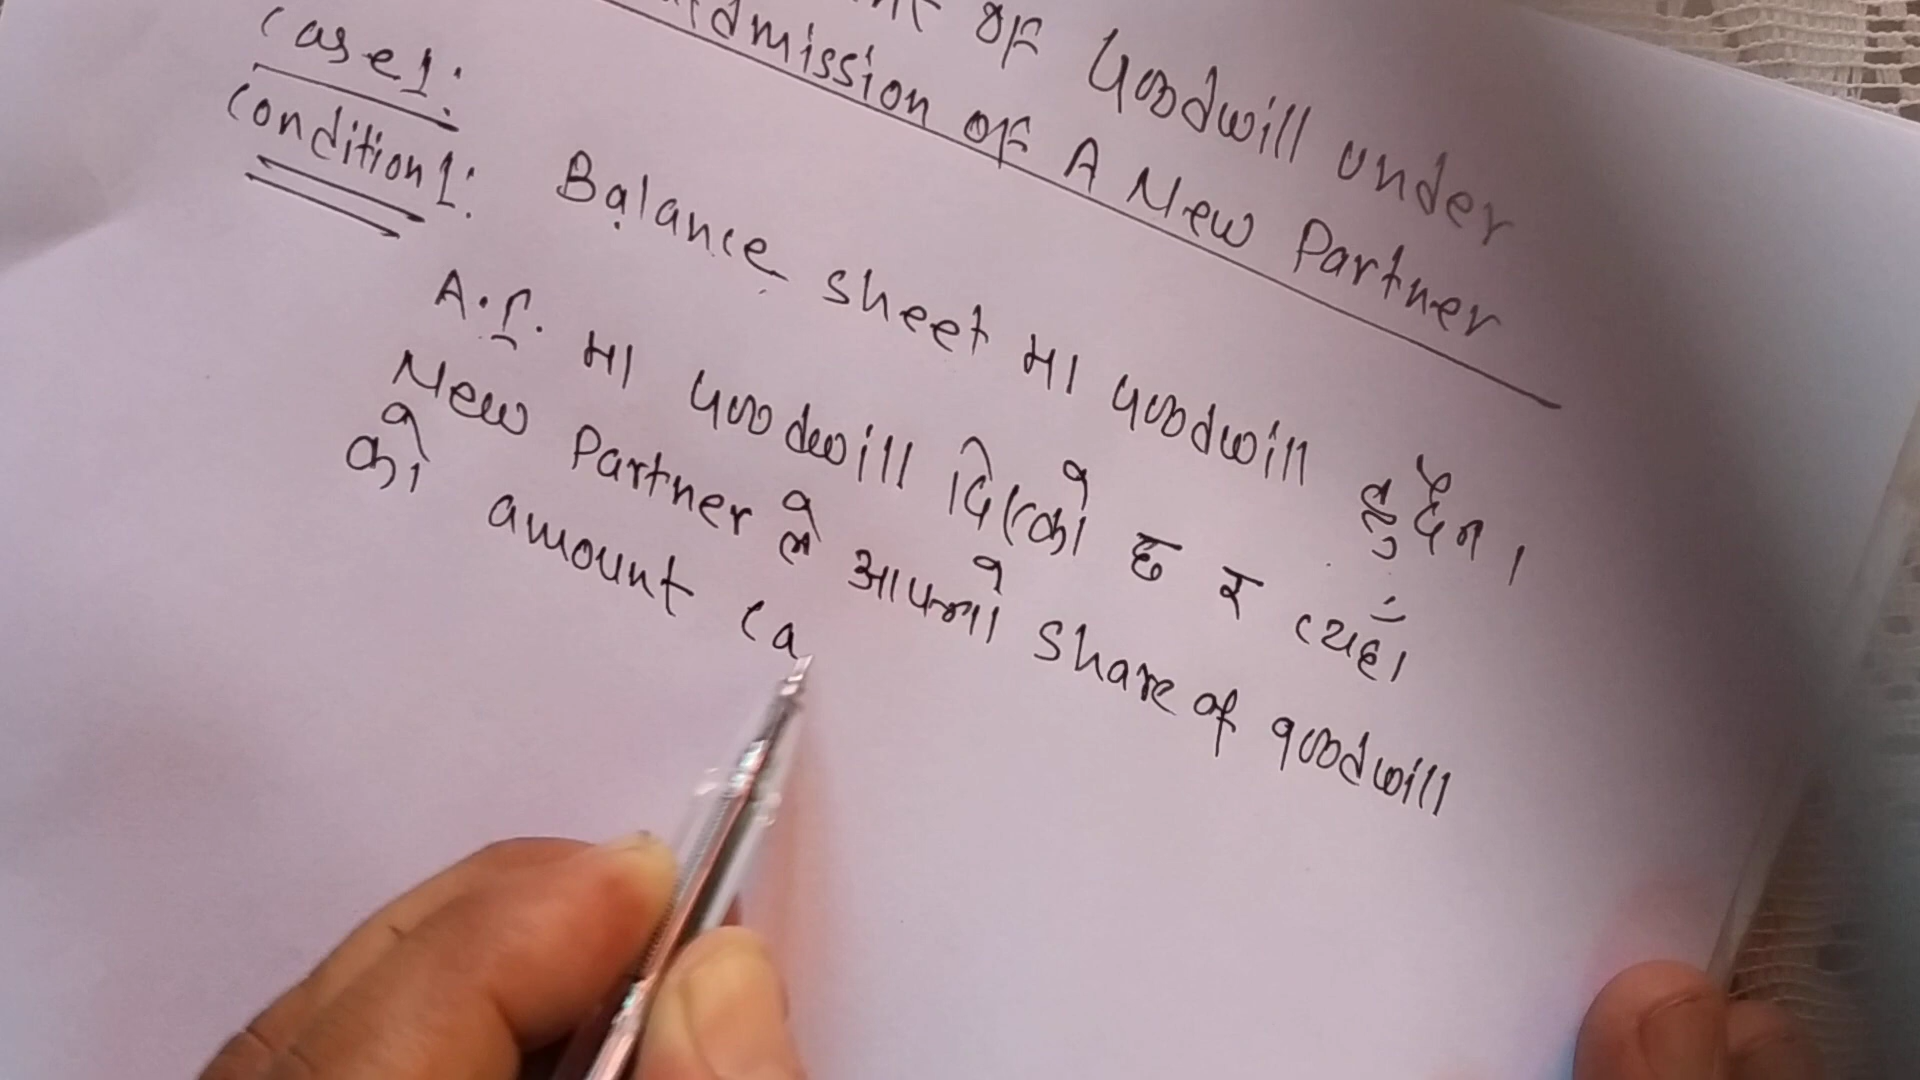 of Goodwill under
Admission of A New Partner
Case 1:
Condition 1: Balance sheet मा Goodwill हुदैन।
A.I. मा Goodwill दिएको छ र त्यहाँ
New Partner ले आफ्नो share of goodwill
को amount Ca